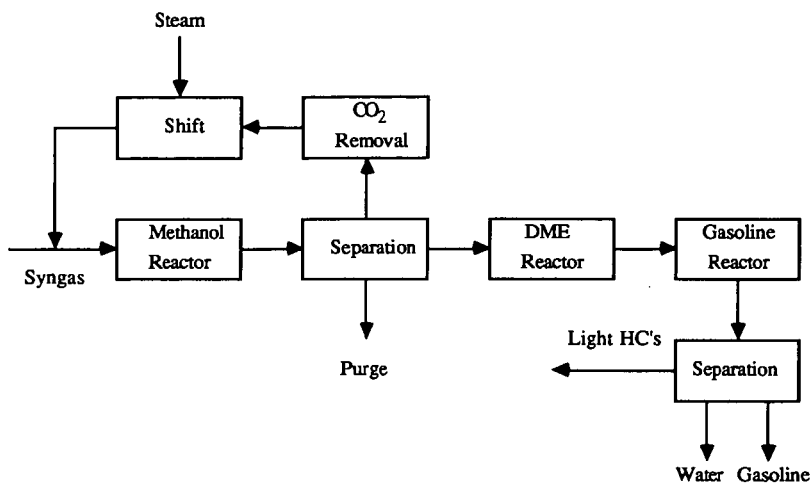 Steam
Shift
CO2
Removal
Methanol
Reactor
Separation
DME
Reactor
Gasoline
Reactor
Syngas
Purge
Light HC's
Separation
Water
Gasoline